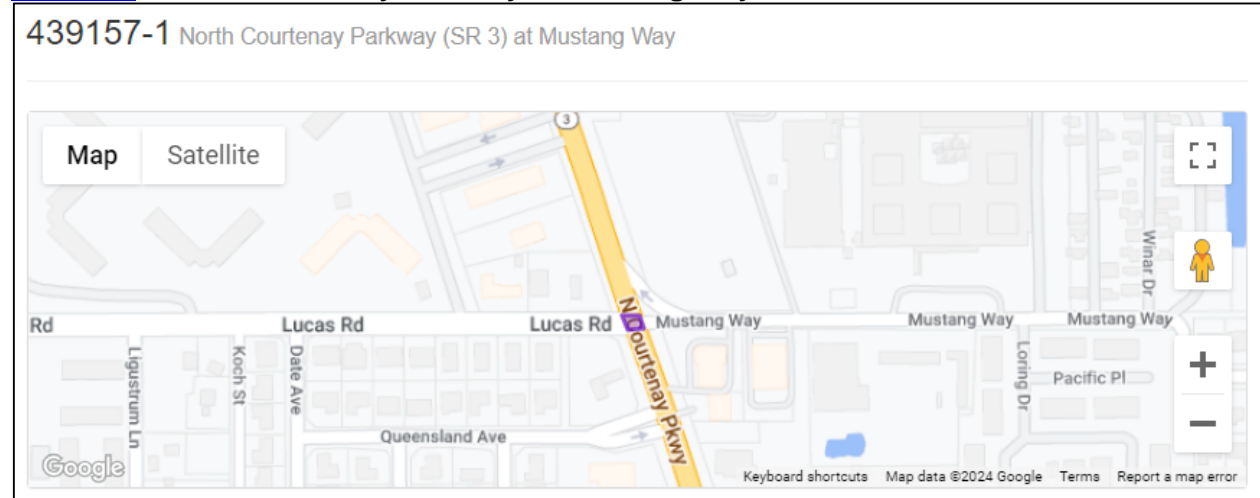 439157-1 North Courtenay Parkway (SR 3) at Mustang Way
Map Satellite
3
Rd
Lucas Rd
Lucas Rd
Mustang Way
Mustang Way
Mustang Way
Winar Dr
N Courtenay Pkwy
Ligustrum Ln
Koch St
Date Ave
Loring Dr
Pacific Pl
Queensland Ave
+
−
Google
Keyboard shortcuts Map data ©2024 Google Terms Report a map error